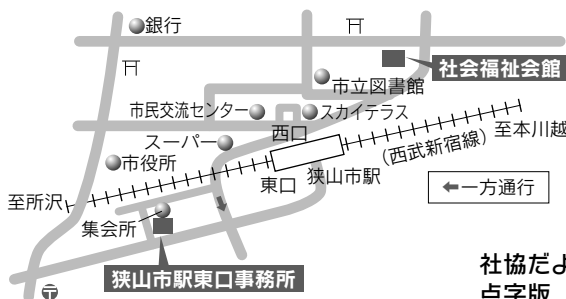 銀行
社会福祉会館
市立図書館
市民交流センター
スカイテラス
西口
スーパー
至本川越
(西武新宿線)
市役所
狭山市駅
東口
至所沢
一方通行
集会所
狭山市駅東口事務所
社協だよ
点字版